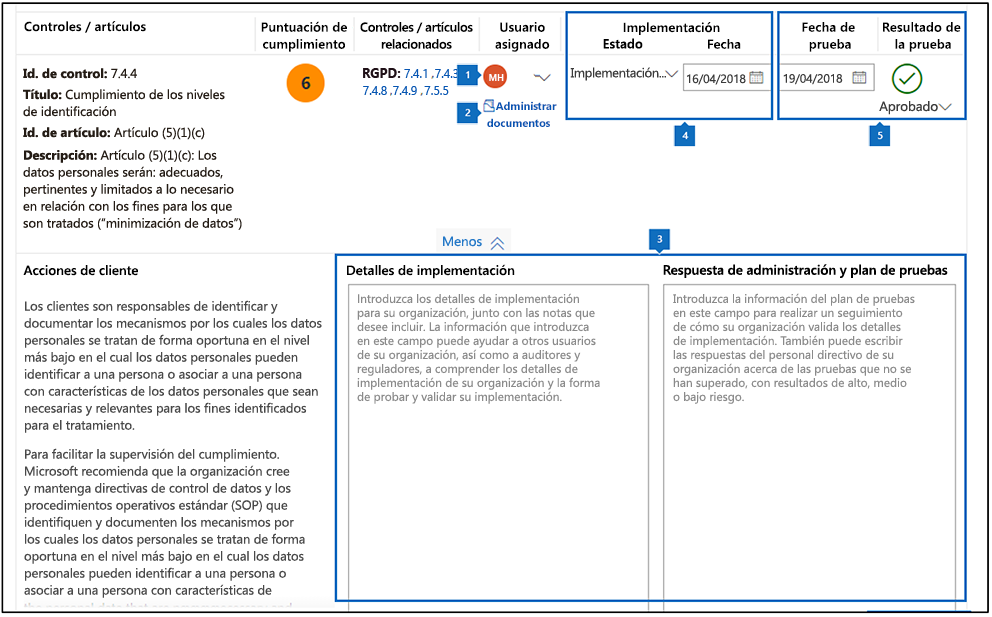 Controles / artículos
Puntuación de
cumplimiento
Controles / artículos
relacionados
Usuario
asignado
Implementación
Estado
Fecha
Fecha de
prueba
Resultado de
la prueba
Id. de control: 7.4.4
Título: Cumplimiento de los niveles
de identificación
Id. de artículo: Artículo (5)(1)(c)
Descripción: Artículo (5)(1)(c): Los
datos personales serán: adecuados,
pertinentes y limitados a lo necesario
en relación con los fines para los que
son tratados ("minimización de datos")
6
RGPD: 7.4.1 ,7.4.3
7.4.8 ,7.4.9 ,7.5.5
1
MH
2
Administrar
documentos
Implementación...
16/04/2018
4
19/04/2018
Aprobado
5
Menos
3
Acciones de cliente
Los clientes son responsables de identificar y
documentar los mecanismos por los cuales los datos
personales se tratan de forma oportuna en el nivel
más bajo en el cual los datos personales pueden
identificar a una persona o asociar a una persona
con características de los datos personales que sean
necesarias y relevantes para los fines identificados
para el tratamiento.
Para facilitar la supervisión del cumplimiento.
Microsoft recomienda que la organización cree
y mantenga directivas de control de datos y los
procedimientos operativos estándar (SOP) que
identifiquen y documenten los mecanismos por
los cuales los datos personales se tratan de forma
oportuna en el nivel más bajo en el cual los datos
personales pueden identificar a una persona o
asociar a una persona con características de
Detalles de implementación
Introduzca los detalles de implementación
para su organización, junto con las notas que
desee incluir. La información que introduzca
en este campo puede ayudar a otros usuarios
de su organización, así como a auditores y
reguladores, a comprender los detalles de
implementación de su organización y la forma
de probar y validar su implementación.
Respuesta de administración y plan de pruebas
Introduzca la información del plan de pruebas
en este campo para realizar un seguimiento
de cómo su organización valida los detalles
de implementación. También puede escribir
las respuestas del personal directivo de su
organización acerca de las pruebas que no se
han superado, con resultados de alto, medio
o bajo riesgo.